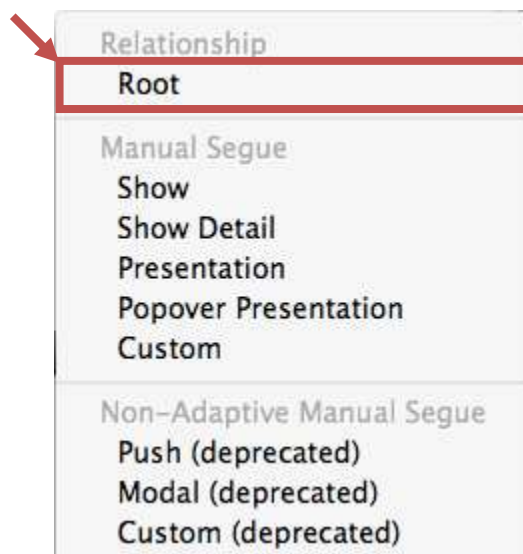 Relationship
Root
Manual Segue
Show
Show Detail
Presentation
Popover Presentation
Custom
Non-Adaptive Manual Segue
Push (deprecated)
Modal (deprecated)
Custom (deprecated)